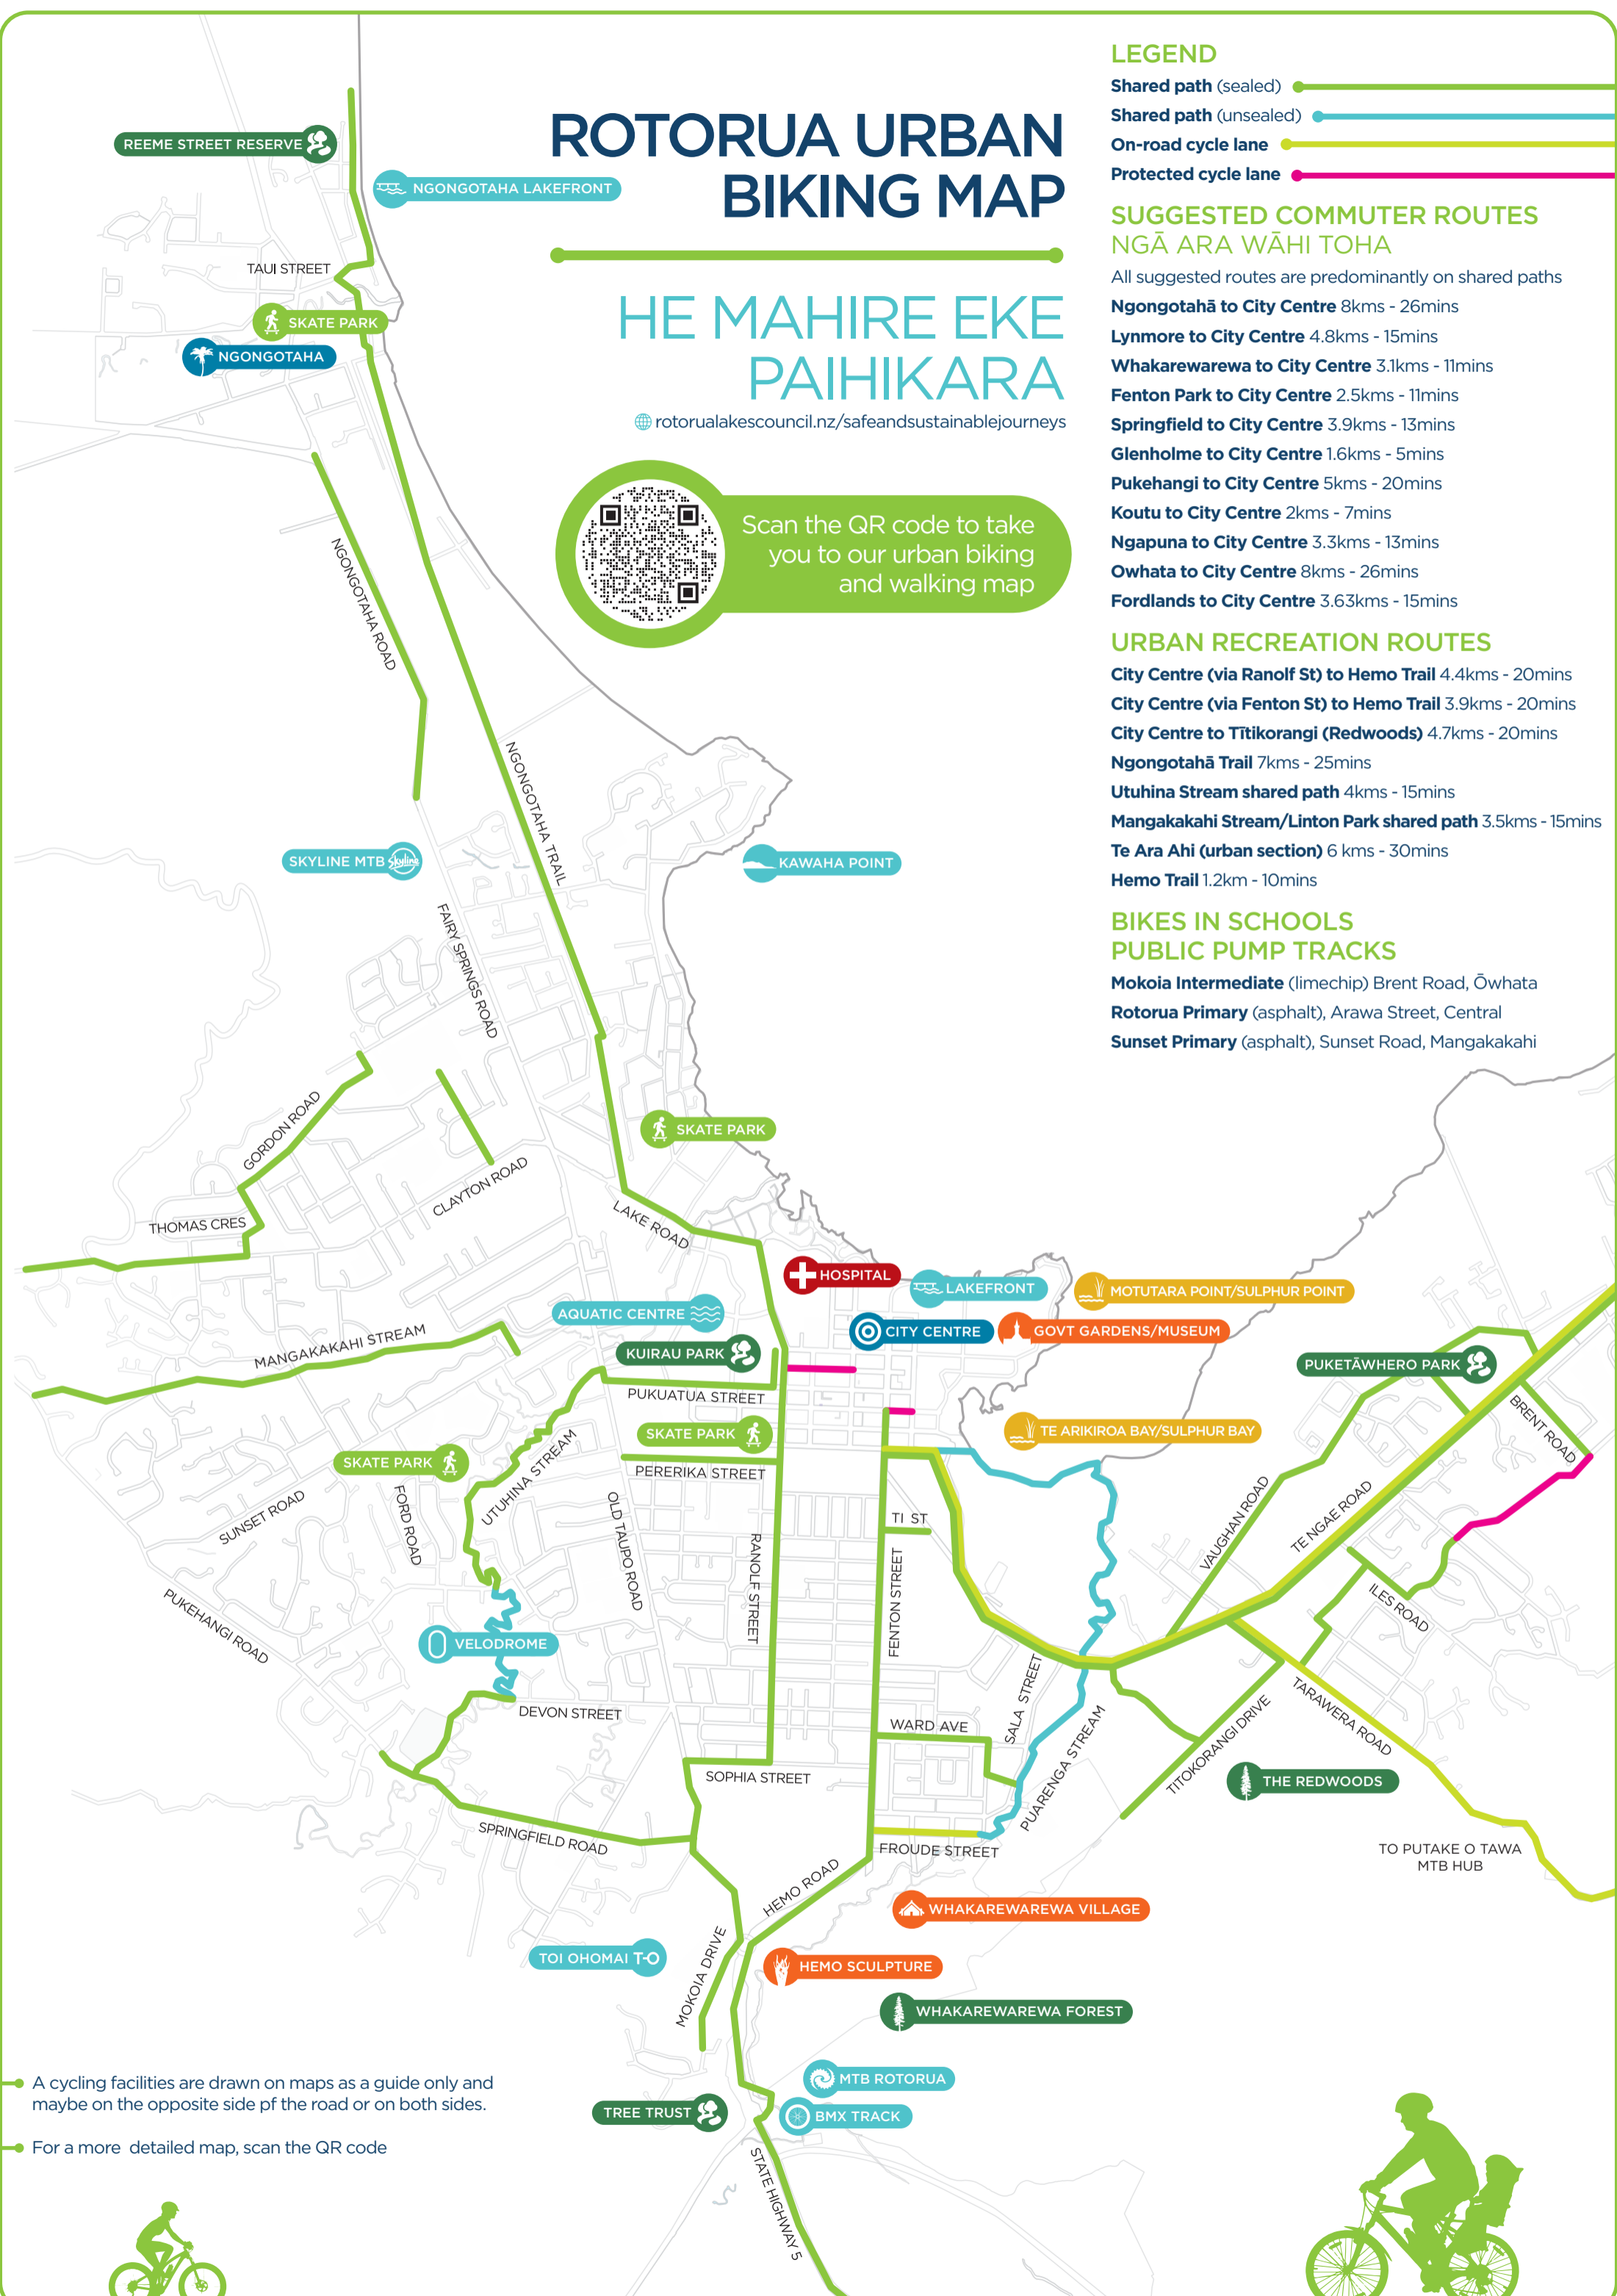 ROTORUA URBAN
BIKING MAP
HE MAHIRE EKE
PAIHIKARA
rotorualakescouncil.nz/safeandsustainablejourneys
Scan the QR code to take
you to our urban biking
and walking map
LEGEND
Shared path (sealed)
Shared path (unsealed)
On-road cycle lane
Protected cycle lane
SUGGESTED COMMUTER ROUTES
NGĀ ARA WĀHI TOHA
All suggested routes are predominantly on shared paths
Ngongotahā to City Centre 8kms - 26mins
Lynmore to City Centre 4.8kms - 15mins
Whakarewarewa to City Centre 3.1kms - 11mins
Fenton Park to City Centre 2.5kms - 11mins
Springfield to City Centre 3.9kms - 13mins
Glenholme to City Centre 1.6kms - 5mins
Pukehangi to City Centre 5kms - 20mins
Koutu to City Centre 2kms - 7mins
Ngapuna to City Centre 3.3kms - 13mins
Owhata to City Centre 8kms - 26mins
Fordlands to City Centre 3.63kms - 15mins
URBAN RECREATION ROUTES
City Centre (via Ranolf St) to Hemo Trail 4.4kms - 20mins
City Centre (via Fenton St) to Hemo Trail 3.9kms - 20mins
City Centre to Tītikorangi (Redwoods) 4.7kms - 20mins
Ngongotahā Trail 7kms - 25mins
Utuhina Stream shared path 4kms - 15mins
Mangakakahi Stream/Linton Park shared path 3.5kms - 15mins
Te Ara Ahi (urban section) 6 kms - 30mins
Hemo Trail 1.2km - 10mins
BIKES IN SCHOOLS
PUBLIC PUMP TRACKS
Mokoia Intermediate (limechip) Brent Road, Ōwhata
Rotorua Primary (asphalt), Arawa Street, Central
Sunset Primary (asphalt), Sunset Road, Mangakakahi
REEME STREET RESERVE
NGONGOTAHA LAKEFRONT
TAUI STREET
SKATE PARK
NGONGOTAHA
NGONGOTAHA ROAD
NGONGOTAHA TRAIL
SKYLINE MTB Skyline
KAWAHA POINT
FAIRY SPRINGS ROAD
GORDON ROAD
SKATE PARK
CLAYTON ROAD
THOMAS CRES
LAKE ROAD
HOSPITAL
LAKEFRONT
MOTUTARA POINT/SULPHUR POINT
AQUATIC CENTRE
CITY CENTRE
GOVT GARDENS/MUSEUM
MANGAKAKAHI STREAM
KUIRAU PARK
PUKETĀWHERO PARK
PUKUATUA STREET
BRENT ROAD
SKATE PARK
TE ARIKIROA BAY/SULPHUR BAY
SKATE PARK
PERERIKA STREET
UTUHINA STREAM
SUNSET ROAD
FORD ROAD
OLD TAUPO ROAD
RANOLF STREET
TI ST
FENTON STREET
VAUGHAN ROAD
TE NGAE ROAD
ILES ROAD
PUKEHANGI ROAD
VELODROME
DEVON STREET
WARD AVE
SALA STREET
PUARENGA STREAM
TITOKORANGI DRIVE
TARAWERA ROAD
SOPHIA STREET
THE REDWOODS
SPRINGFIELD ROAD
FROUDE STREET
TO PUTAKE O TAWA
MTB HUB
HEMO ROAD
WHAKAREWAREWA VILLAGE
TOI OHOMAI T-O
MOKOIA DRIVE
HEMO SCULPTURE
WHAKAREWAREWA FOREST
MTB ROTORUA
TREE TRUST
BMX TRACK
STATE HIGHWAY 5
A cycling facilities are drawn on maps as a guide only and
maybe on the opposite side pf the road or on both sides.
For a more detailed map, scan the QR code